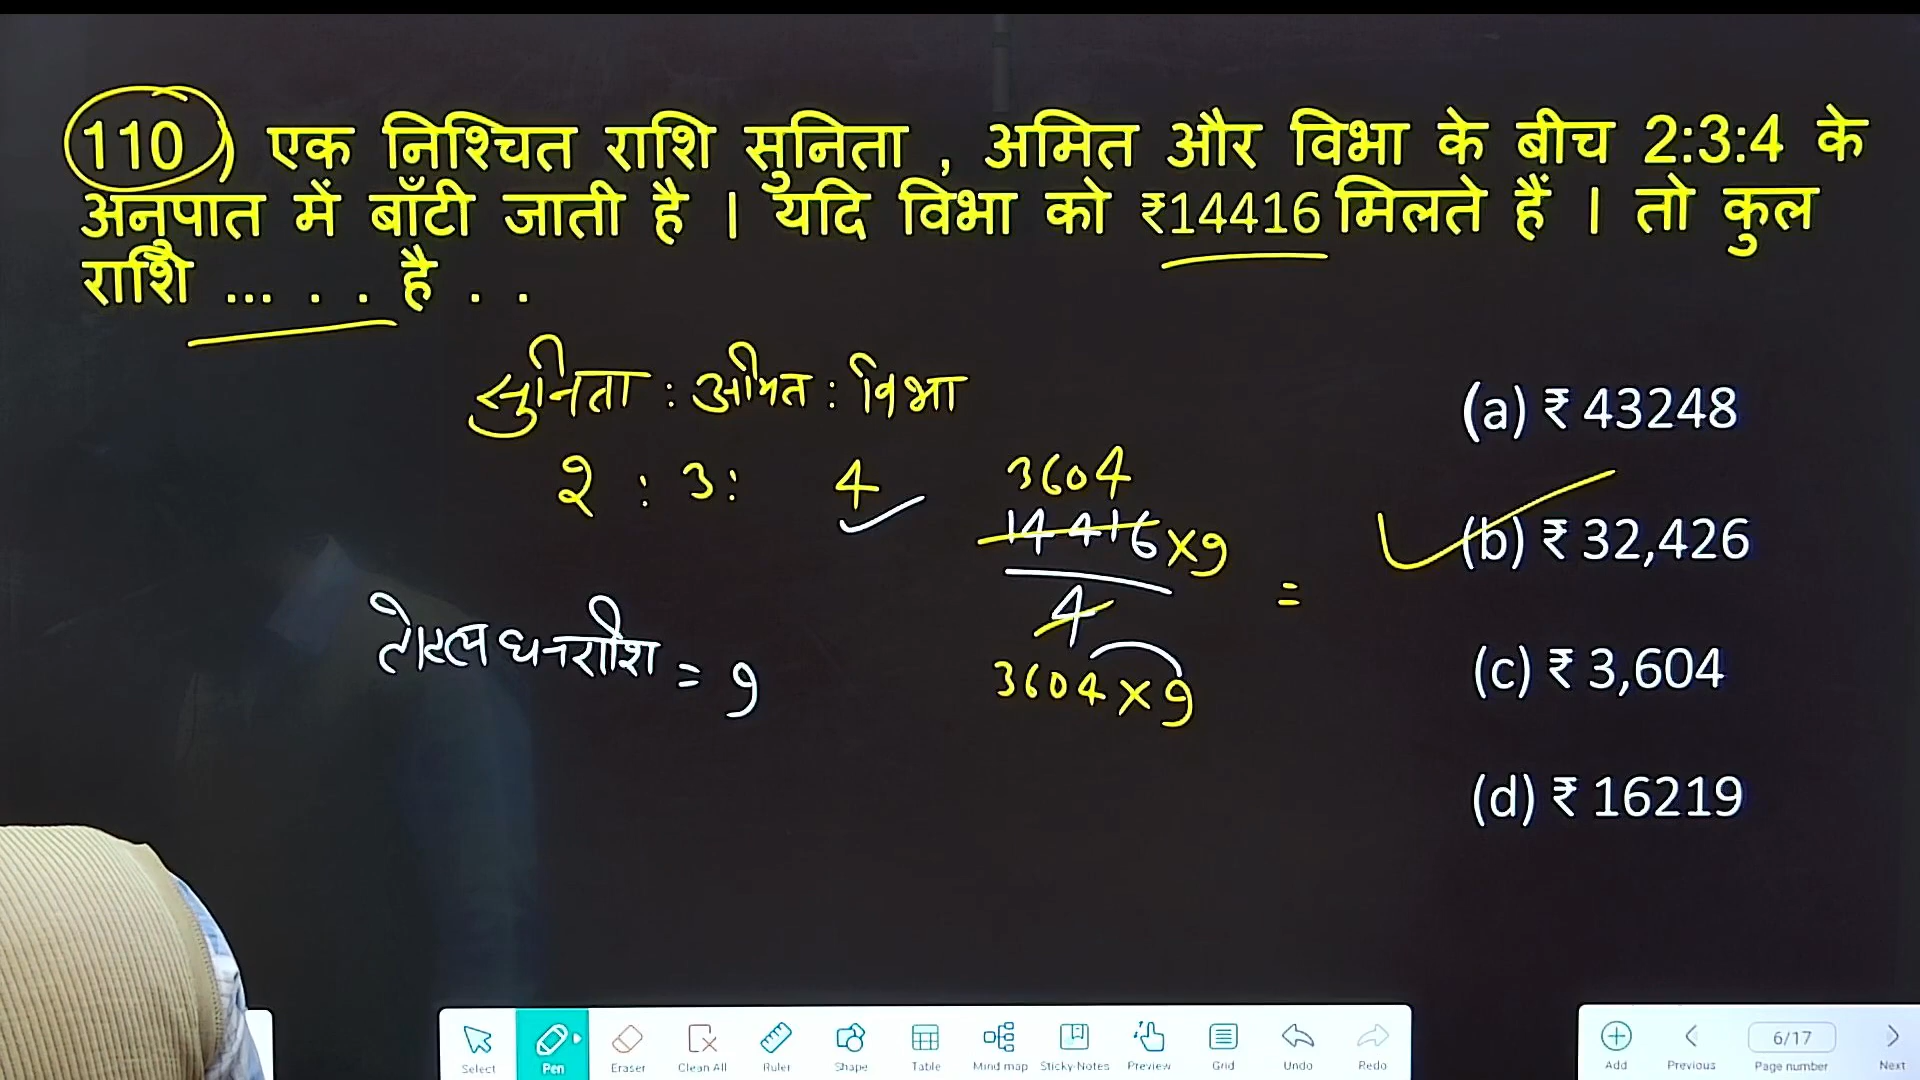 110) एक निश्चित राशि सुनिता , अमित और विभा के बीच 2:3:4 के
अनुपात में बाँटी जाती है । यदि विभा को ₹14416 मिलते हैं । तो कुल
राशि ... . . है . .
सुनिता : अमित : विभा
2 : 3 : 4
3604
14416 x 9
4
=
टोटल धनराशि = 9
3604 x 9
(a) ₹ 43248
(b) ₹ 32,426
(c) ₹ 3,604
(d) ₹ 16219
Select Pen Eraser Clean All Ruler Shape Table Mind map Sticky-Notes Preview Grid Undo Redo
6/17
Add Previous Page number Next